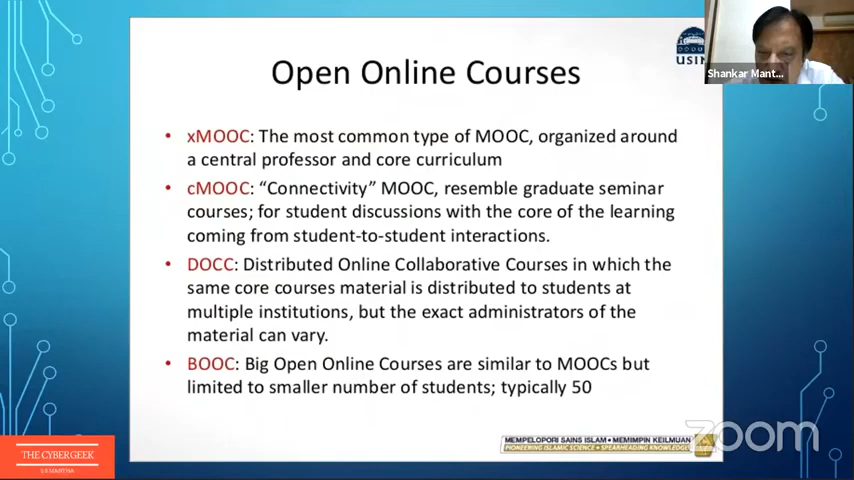 Open Online Courses
USIM
Shankar Mant...
• xMOOC: The most common type of MOOC, organized around
a central professor and core curriculum
• cMOOC: “Connectivity” MOOC, resemble graduate seminar
courses; for student discussions with the core of the learning
coming from student-to-student interactions.
• DOCC: Distributed Online Collaborative Courses in which the
same core courses material is distributed to students at
multiple institutions, but the exact administrators of the
material can vary.
• BOOC: Big Open Online Courses are similar to MOOCs but
limited to smaller number of students; typically 50
MEMPELOPORI SAINS ISLAM • MEMIMPIN KEILMUAN
PIONEERING ISLAMIC SCIENCE • SPEARHEADING KNOWLEDGE
zoom
THE CYBERGEEK